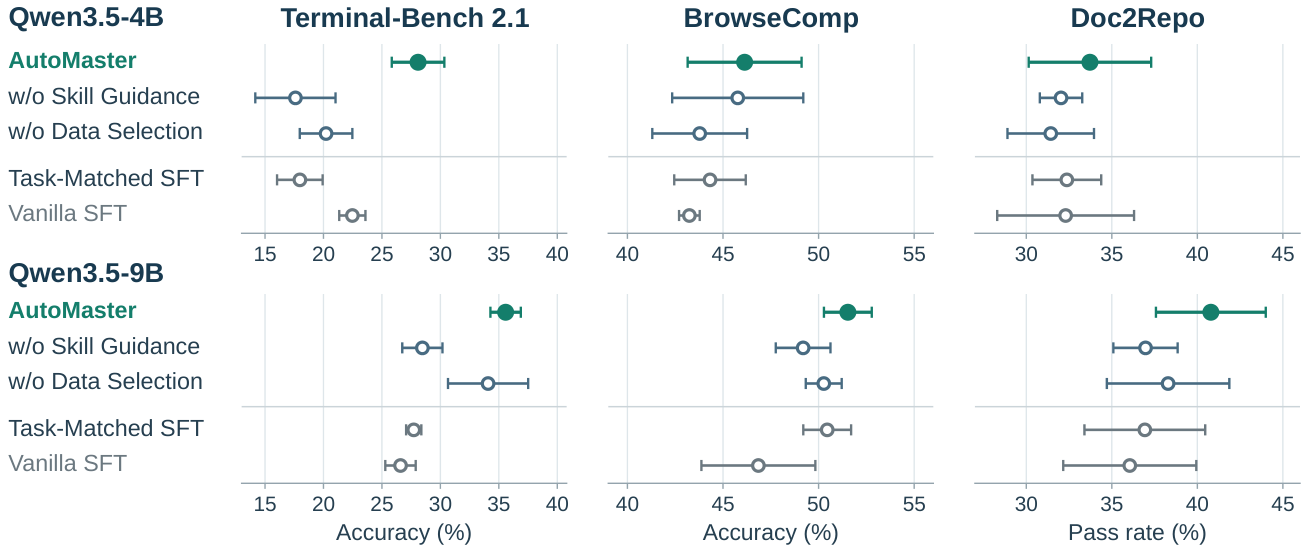 Qwen3.5-4B Terminal-Bench 2.1 BrowseComp Doc2Repo
AutoMaster
w/o Skill Guidance
w/o Data Selection
Task-Matched SFT
Vanilla SFT
15 20 25 30 35 40 40 45 50 55 30 35 40 45
Qwen3.5-9B
AutoMaster
w/o Skill Guidance
w/o Data Selection
Task-Matched SFT
Vanilla SFT
15 20 25 30 35 40 40 45 50 55 30 35 40 45
Accuracy (%) Accuracy (%) Pass rate (%)